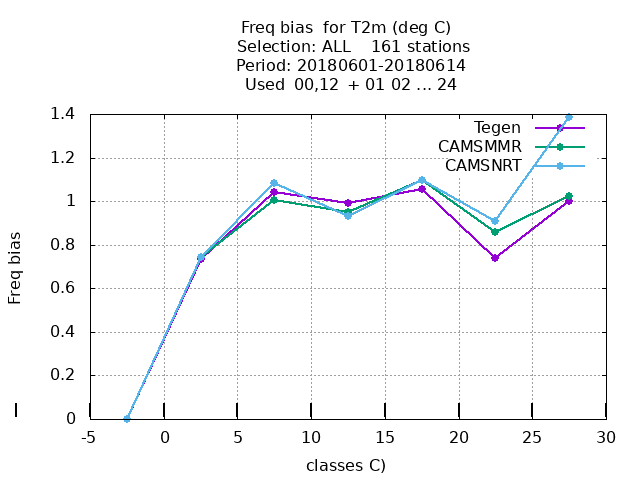 Freq bias for T2m (deg C)
Selection: ALL 161 stations
Period: 20180601-20180614
Used 00,12 + 01 02 ... 24
1.4
1.2
1
0.8
0.6
0.4
0.2
0
Freq bias
Tegen
CAMSMMR
CAMSNRT
-5
0
5
10
15
20
25
30
classes C)